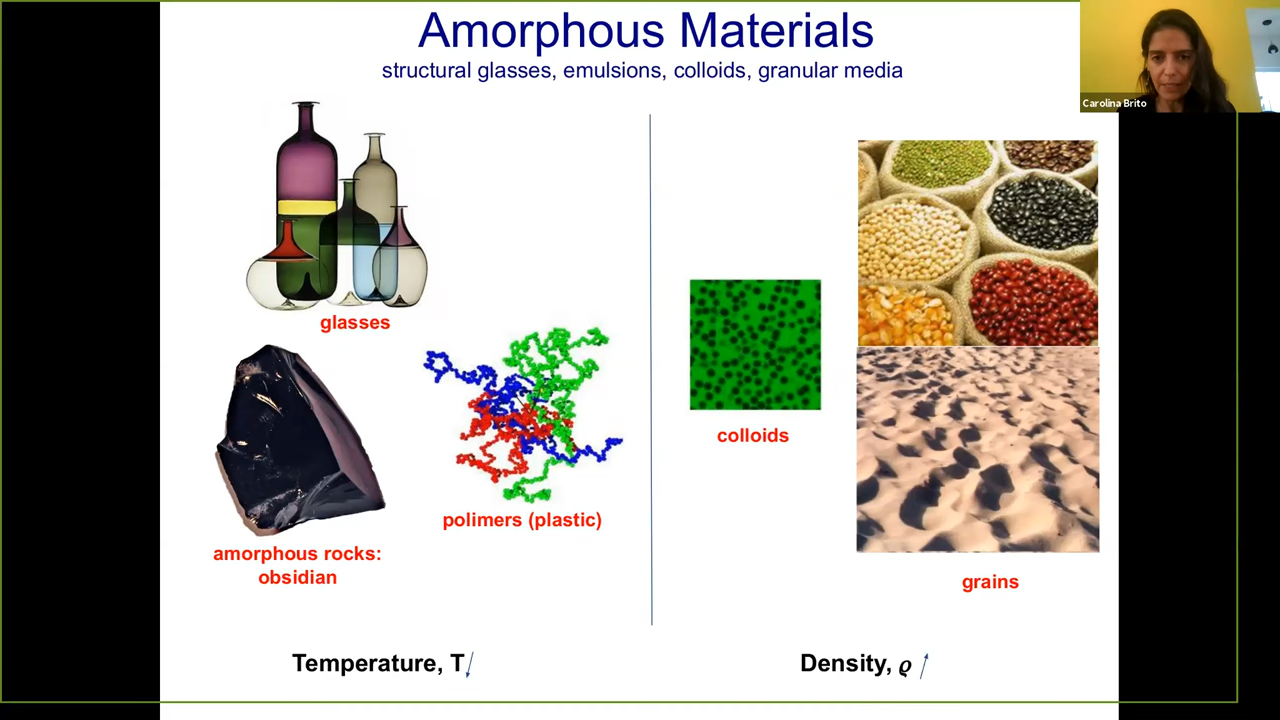 Amorphous Materials
structural glasses, emulsions, colloids, granular media
Carolina Brito
glasses
colloids
polimers (plastic)
amorphous rocks:
obsidian
grains
Temperature, T↓
Density, ϱ ↑